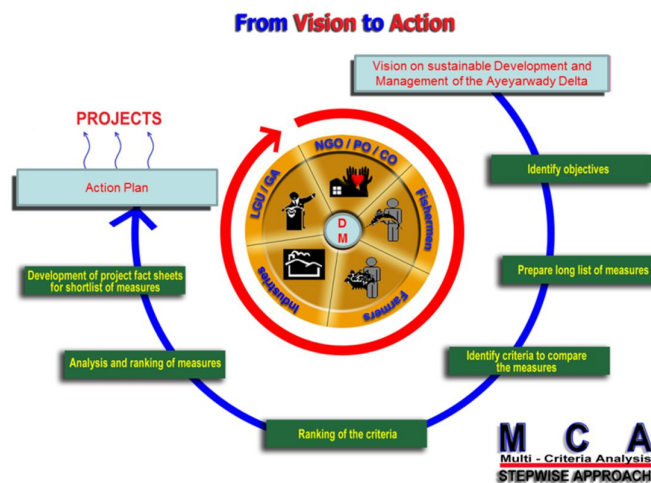 From Vision to Action
Vision on sustainable Development and
Management of the Ayeyarwady Delta
Identify objectives
Prepare long list of measures
Identify criteria to compare
the measures
Ranking of the criteria
Analysis and ranking of measures
Development of project fact sheets
for shortlist of measures
Action Plan
PROJECTS
NGO / PO / CO
Fishermen
Farmers
Industries
LGU / GA
D
M
M C A
Multi - Criteria Analysis
STEPWISE APPROACH